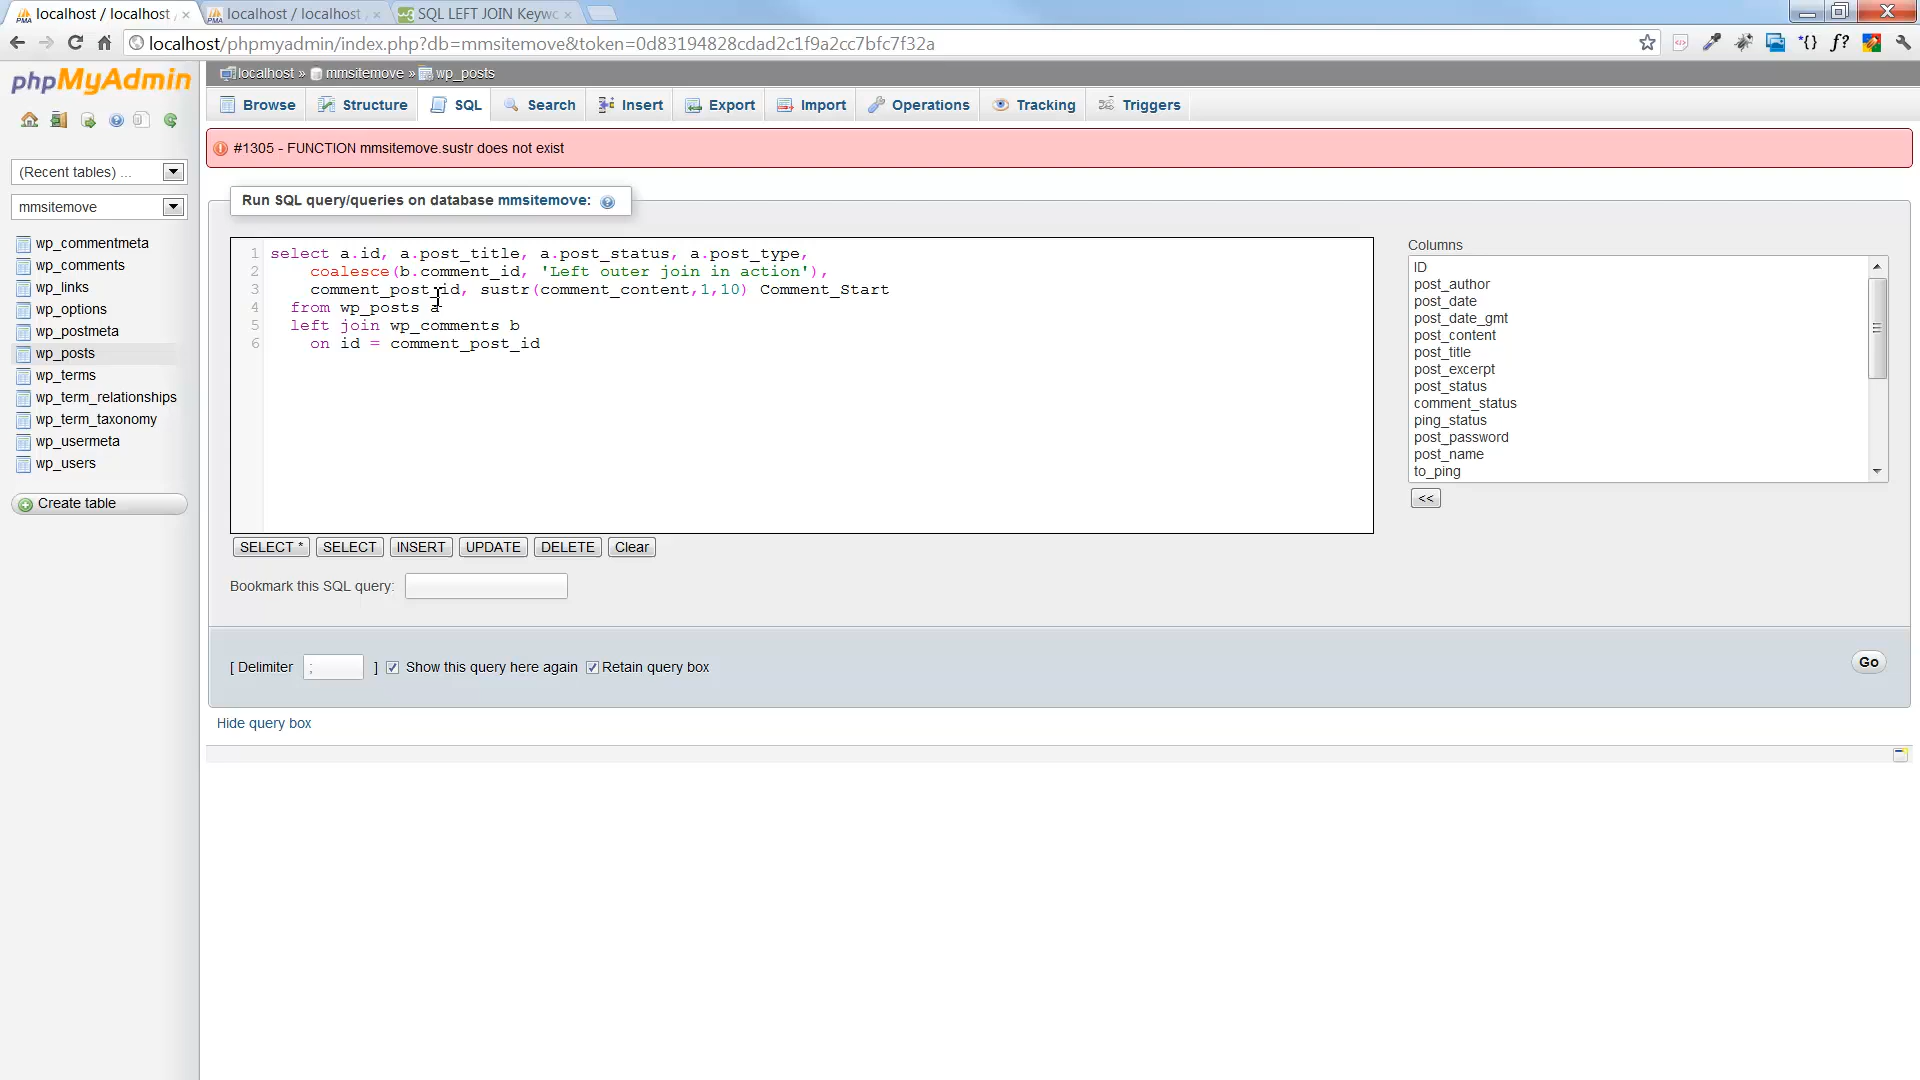 localhost / localhost
localhost / localhost
SQL LEFT JOIN Keywo
localhost/phpmyadmin/index.php?db=mmsitemove&token=0d83194828cdad2c1f9a2cc7bfc7f32a
phpMyAdmin
localhost » mmsitemove » wp_posts
Browse Structure SQL Search Insert Export Import Operations Tracking Triggers
#1305 - FUNCTION mmsitemove.sustr does not exist
(Recent tables) ...
mmsitemove
wp_commentmeta
wp_comments
wp_links
wp_options
wp_postmeta
wp_posts
wp_terms
wp_term_relationships
wp_term_taxonomy
wp_usermeta
wp_users
Create table
Run SQL query/queries on database mmsitemove:
1 select a.id, a.post_title, a.post_status, a.post_type,
2 coalesce(b.comment_id, 'Left outer join in action'),
3 comment_post_id, sustr(comment_content,1,10) Comment_Start
4 from wp_posts a
5 left join wp_comments b
6 on id = comment_post_id
Columns
ID
post_author
post_date
post_date_gmt
post_content
post_title
post_excerpt
post_status
comment_status
ping_status
post_password
post_name
to_ping
<<
SELECT * SELECT INSERT UPDATE DELETE Clear
Bookmark this SQL query:
[ Delimiter ; ] Show this query here again Retain query box
Go
Hide query box